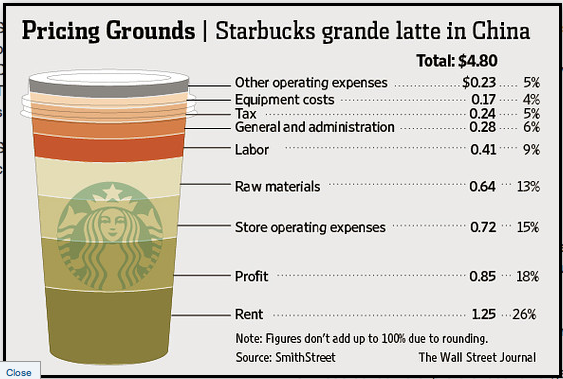 Pricing Grounds | Starbucks grande latte in China
Total: $4.80
Other operating expenses $0.23 5%
Equipment costs 0.17 4%
Tax 0.24 5%
General and administration 0.28 6%
Labor 0.41 9%
Raw materials 0.64 13%
Store operating expenses 0.72 15%
Profit 0.85 18%
Rent 1.25 26%
Note: Figures don't add up to 100% due to rounding.
Source: SmithStreet The Wall Street Journal
Close